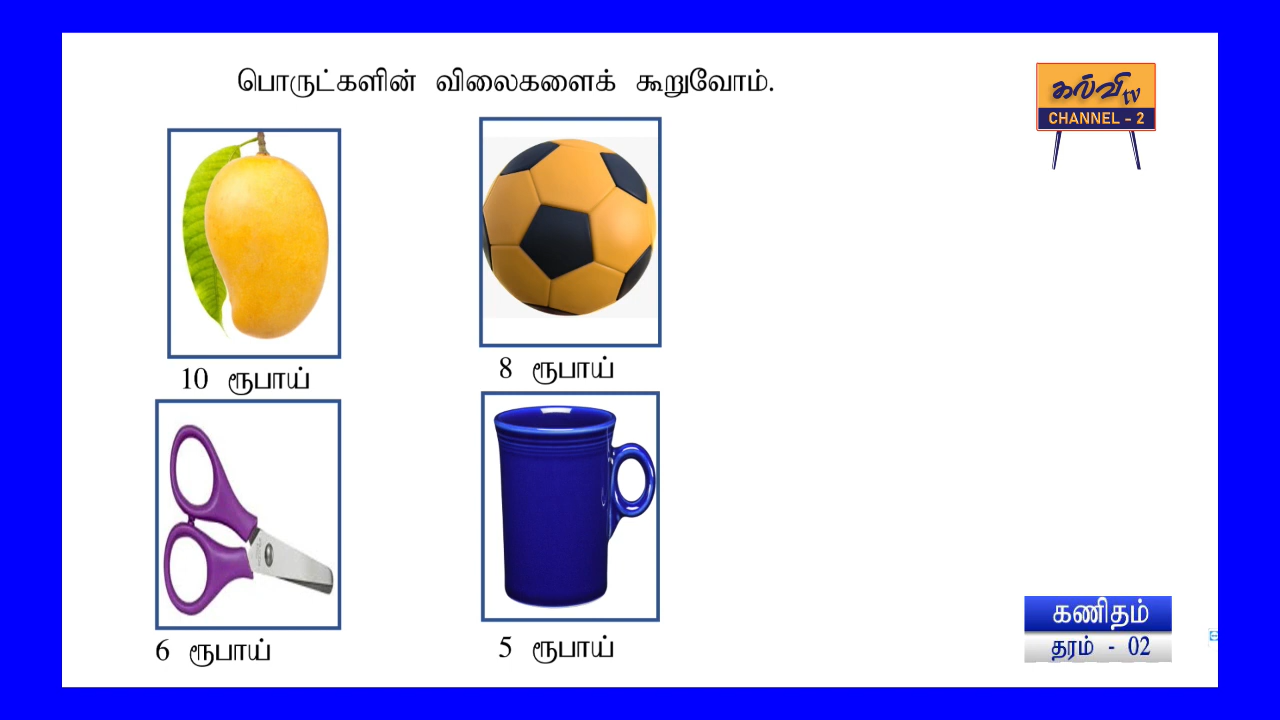 பொருட்களின் விலைகளைக் கூறுவோம்.
கல்வி tv
CHANNEL - 2
10 ரூபாய்
8 ரூபாய்
6 ரூபாய்
5 ரூபாய்
கணிதம்
தரம் - 02